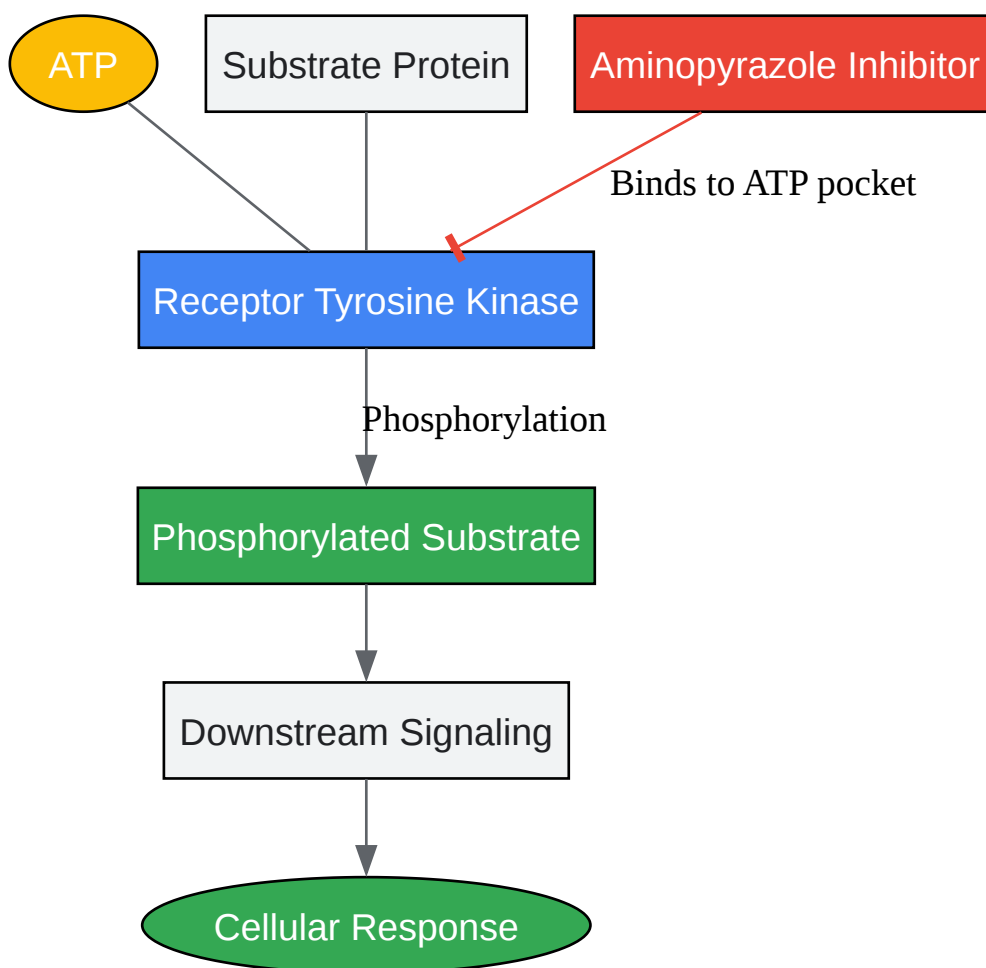 ATP
Substrate Protein
Aminopyrazole Inhibitor
Binds to ATP pocket
Receptor Tyrosine Kinase
Phosphorylation
Phosphorylated Substrate
Downstream Signaling
Cellular Response